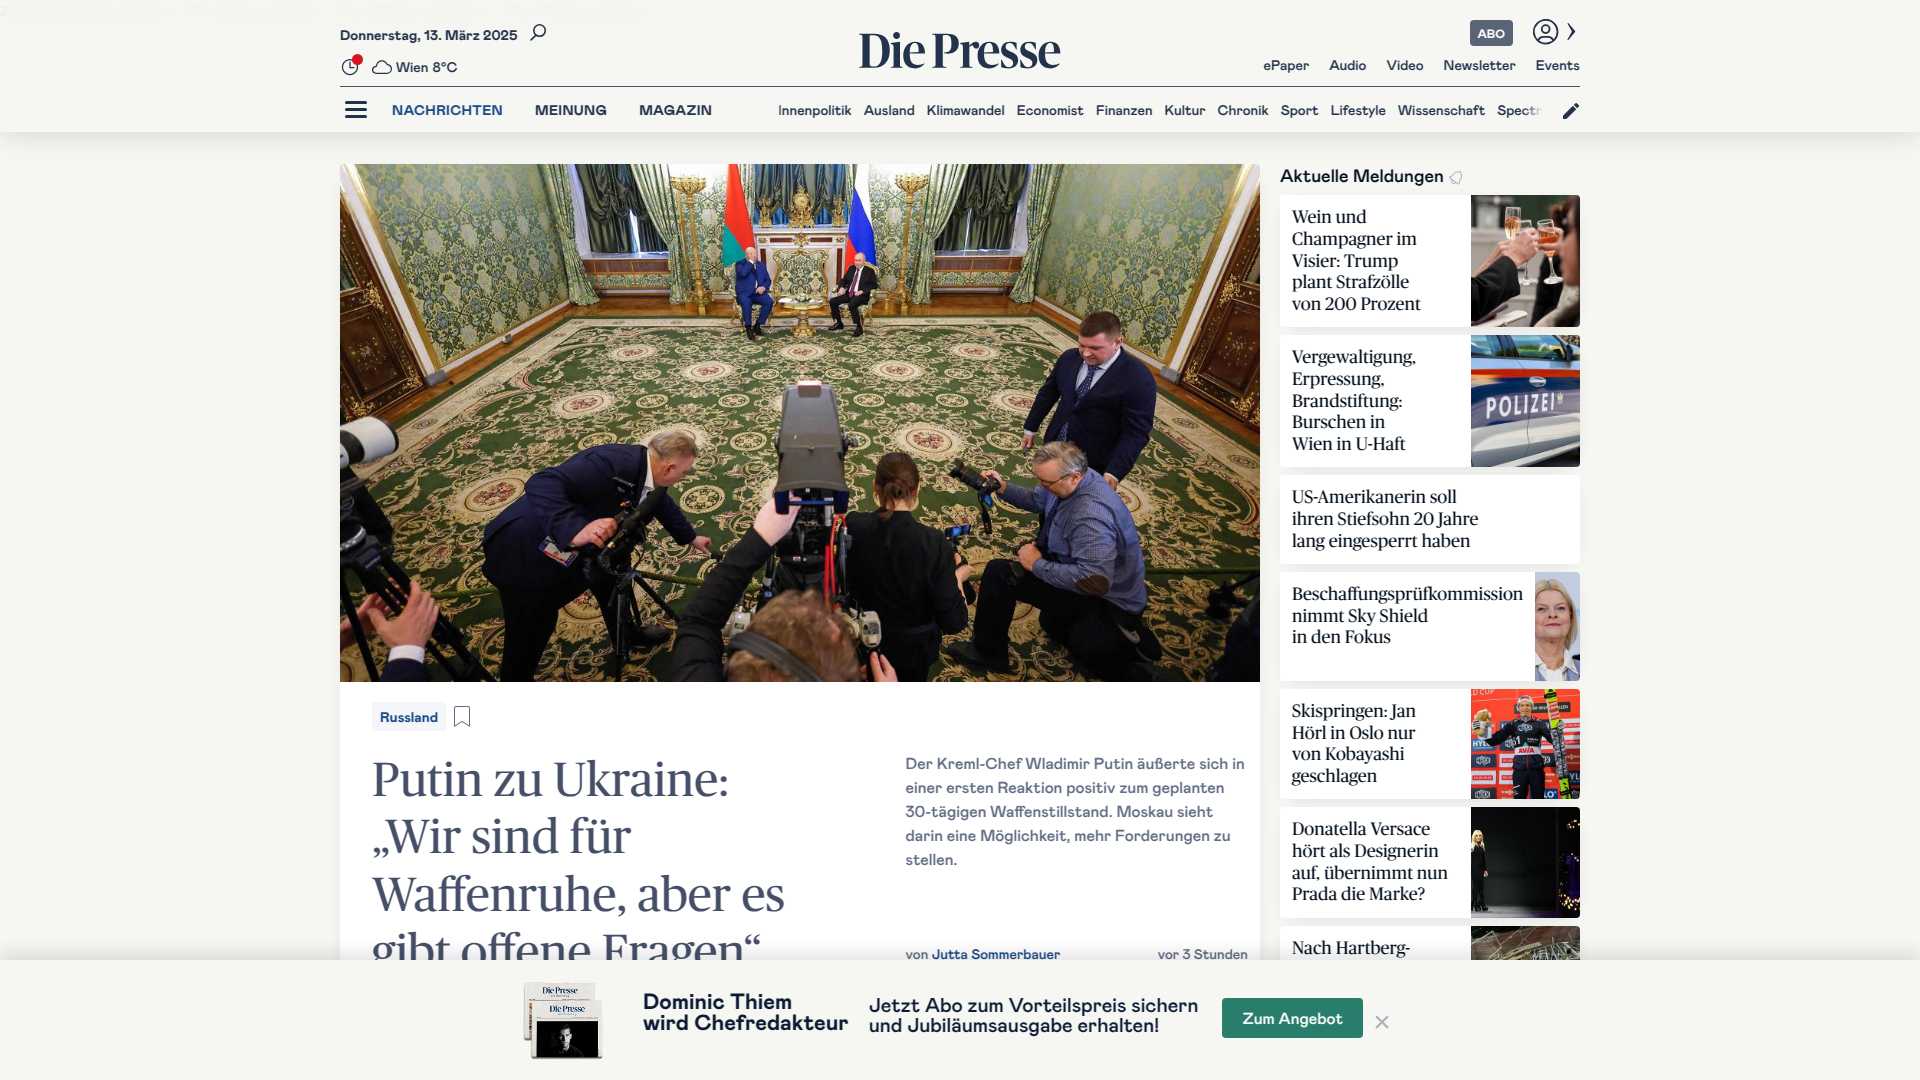 Donnerstag, 13. März 2025
Wien 8°C
Die Presse
ABO
ePaper Audio Video Newsletter Events
NACHRICHTEN MEINUNG MAGAZIN
Innenpolitik Ausland Klimawandel Economist Finanzen Kultur Chronik Sport Lifestyle Wissenschaft Spectr
Russland
Putin zu Ukraine:
„Wir sind für
Waffenruhe, aber es
gibt offene Fragen“
Der Kreml-Chef Wladimir Putin äußerte sich in
einer ersten Reaktion positiv zum geplanten
30-tägigen Waffenstillstand. Moskau sieht
darin eine Möglichkeit, mehr Forderungen zu
stellen.
von Jutta Sommerbauer
vor 3 Stunden
Aktuelle Meldungen
Wein und
Champagner im
Visier: Trump
plant Strafzölle
von 200 Prozent
Vergewaltigung,
Erpressung,
Brandstiftung:
Burschen in
Wien in U-Haft
POLIZEI
US-Amerikanerin soll
ihren Stiefsohn 20 Jahre
lang eingesperrt haben
Beschaffungsprüfkommission
nimmt Sky Shield
in den Fokus
Skispringen: Jan
Hörl in Oslo nur
von Kobayashi
geschlagen
Donatella Versace
hört als Designerin
auf, übernimmt nun
Prada die Marke?
Nach Hartberg-
Die Presse
Die Presse
Dominic Thiem
wird Chefredakteur
Jetzt Abo zum Vorteilspreis sichern
und Jubiläumsausgabe erhalten!
Zum Angebot